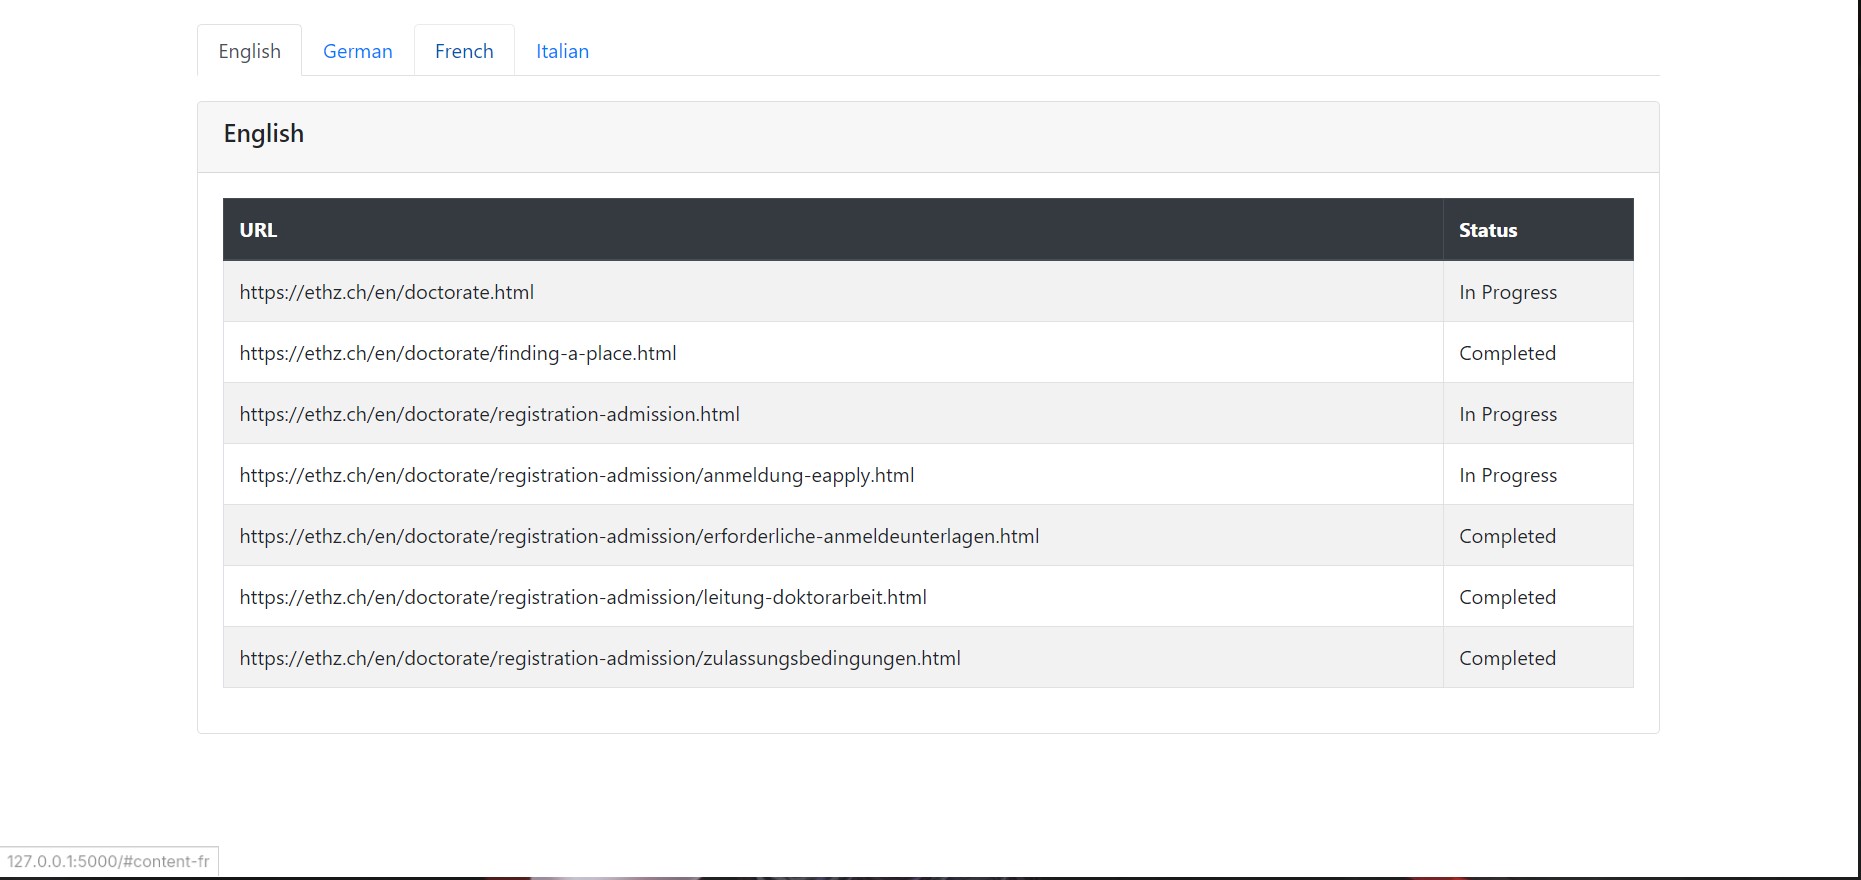 English German French Italian
English
URL Status
https://ethz.ch/en/doctorate.html In Progress
https://ethz.ch/en/doctorate/finding-a-place.html Completed
https://ethz.ch/en/doctorate/registration-admission.html In Progress
https://ethz.ch/en/doctorate/registration-admission/anmeldung-eapply.html In Progress
https://ethz.ch/en/doctorate/registration-admission/erforderliche-anmeldeunterlagen.html Completed
https://ethz.ch/en/doctorate/registration-admission/leitung-doktorarbeit.html Completed
https://ethz.ch/en/doctorate/registration-admission/zulassungsbedingungen.html Completed
127.0.0.1:5000/#content-fr